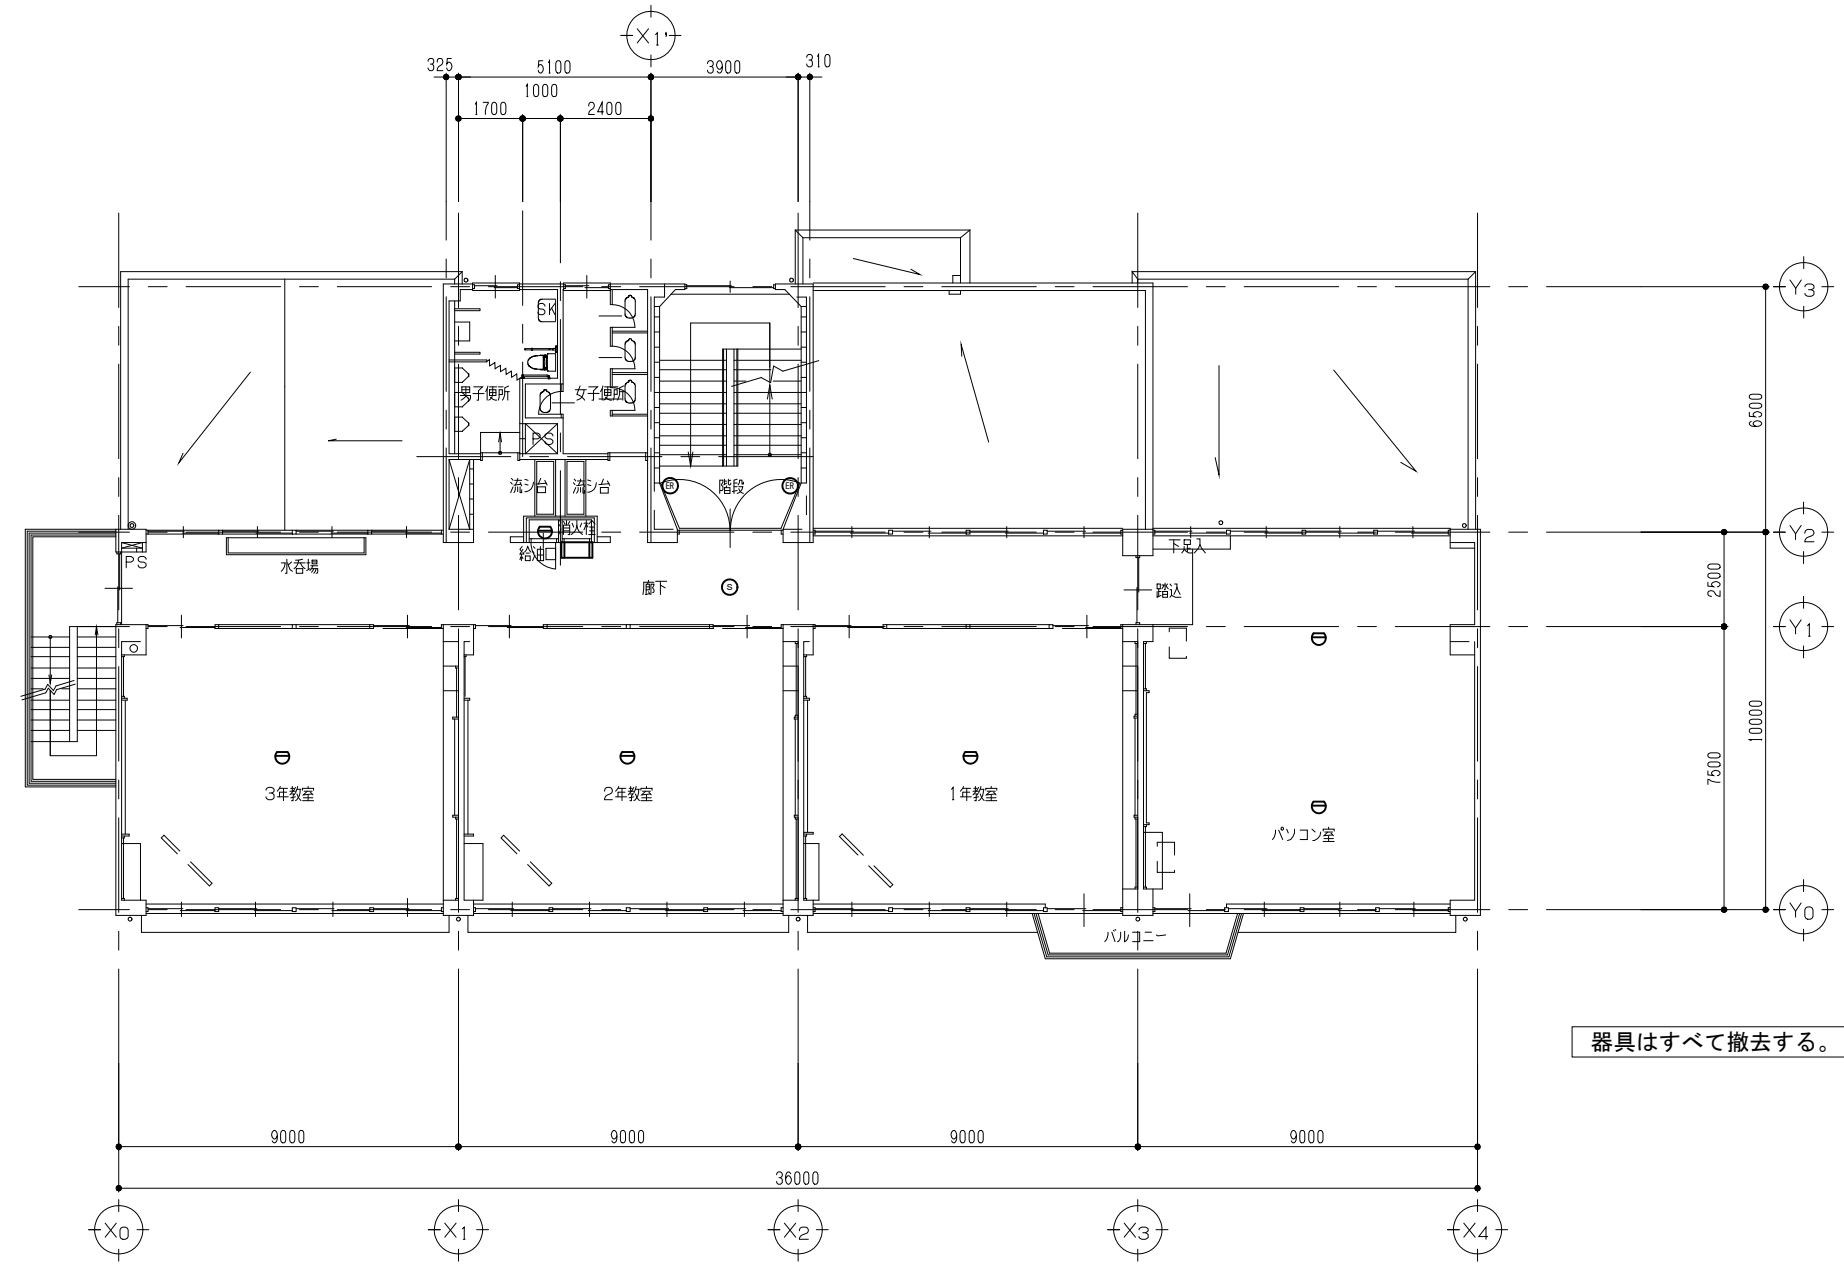 X1'
325 5100 3900 310
1000
1700 2400
Y3
SK
男子便所 女子便所
6500
PS
流シ台 流シ台 ER 階段 ER
消火栓
Y2
給油口
下足入
PS
水呑場
廊下 S
踏込
2500
Y1
10000
7500
3年教室 2年教室 1年教室
パソコン室
Y0
バルコニー
器具はすべて撤去する。
9000 9000 9000 9000
36000
X0 X1 X2 X3 X4